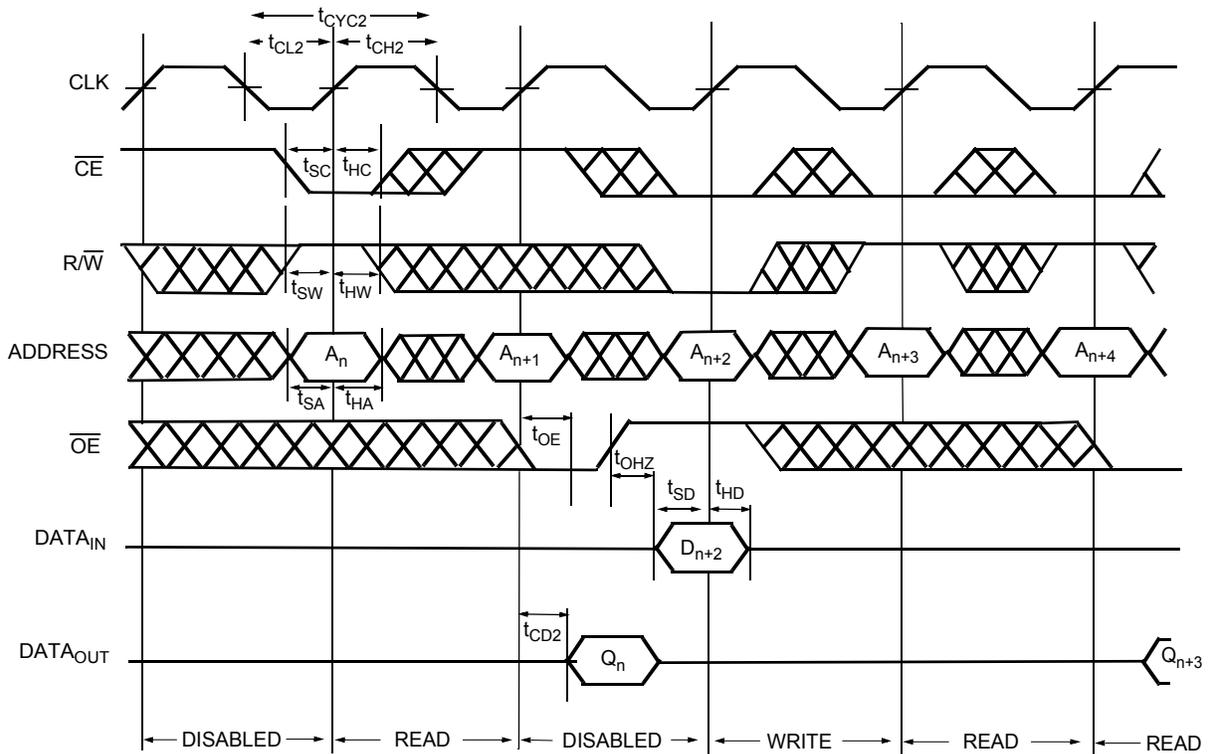 tCYC2
tCL2 tCH2
CLK
CE tSC tHC
R/W tSW tHW
ADDRESS An An+1 An+2 An+3 An+4
tSA tHA
OE tOE
tOHZ
tSD tHD
DATAIN Dn+2
tCD2
DATAOUT Qn Qn+3
DISABLED READ DISABLED WRITE READ READ